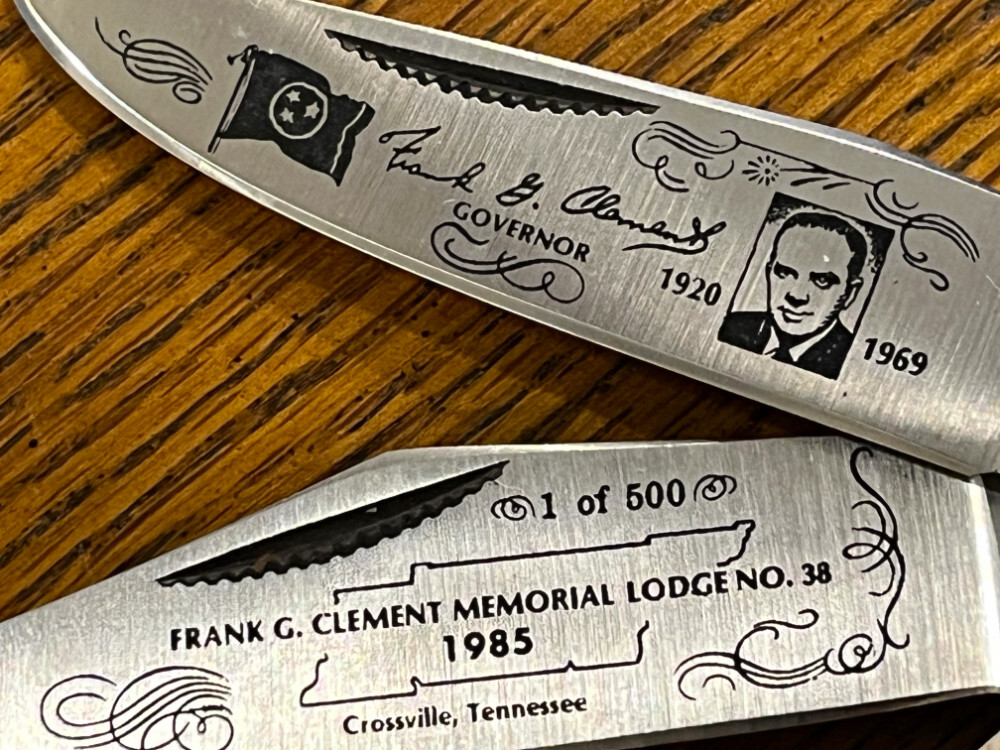 Frank G. Clement
GOVERNOR
1920
1969
1 of 500
FRANK G. CLEMENT MEMORIAL LODGE NO. 38
1985
Crossville, Tennessee